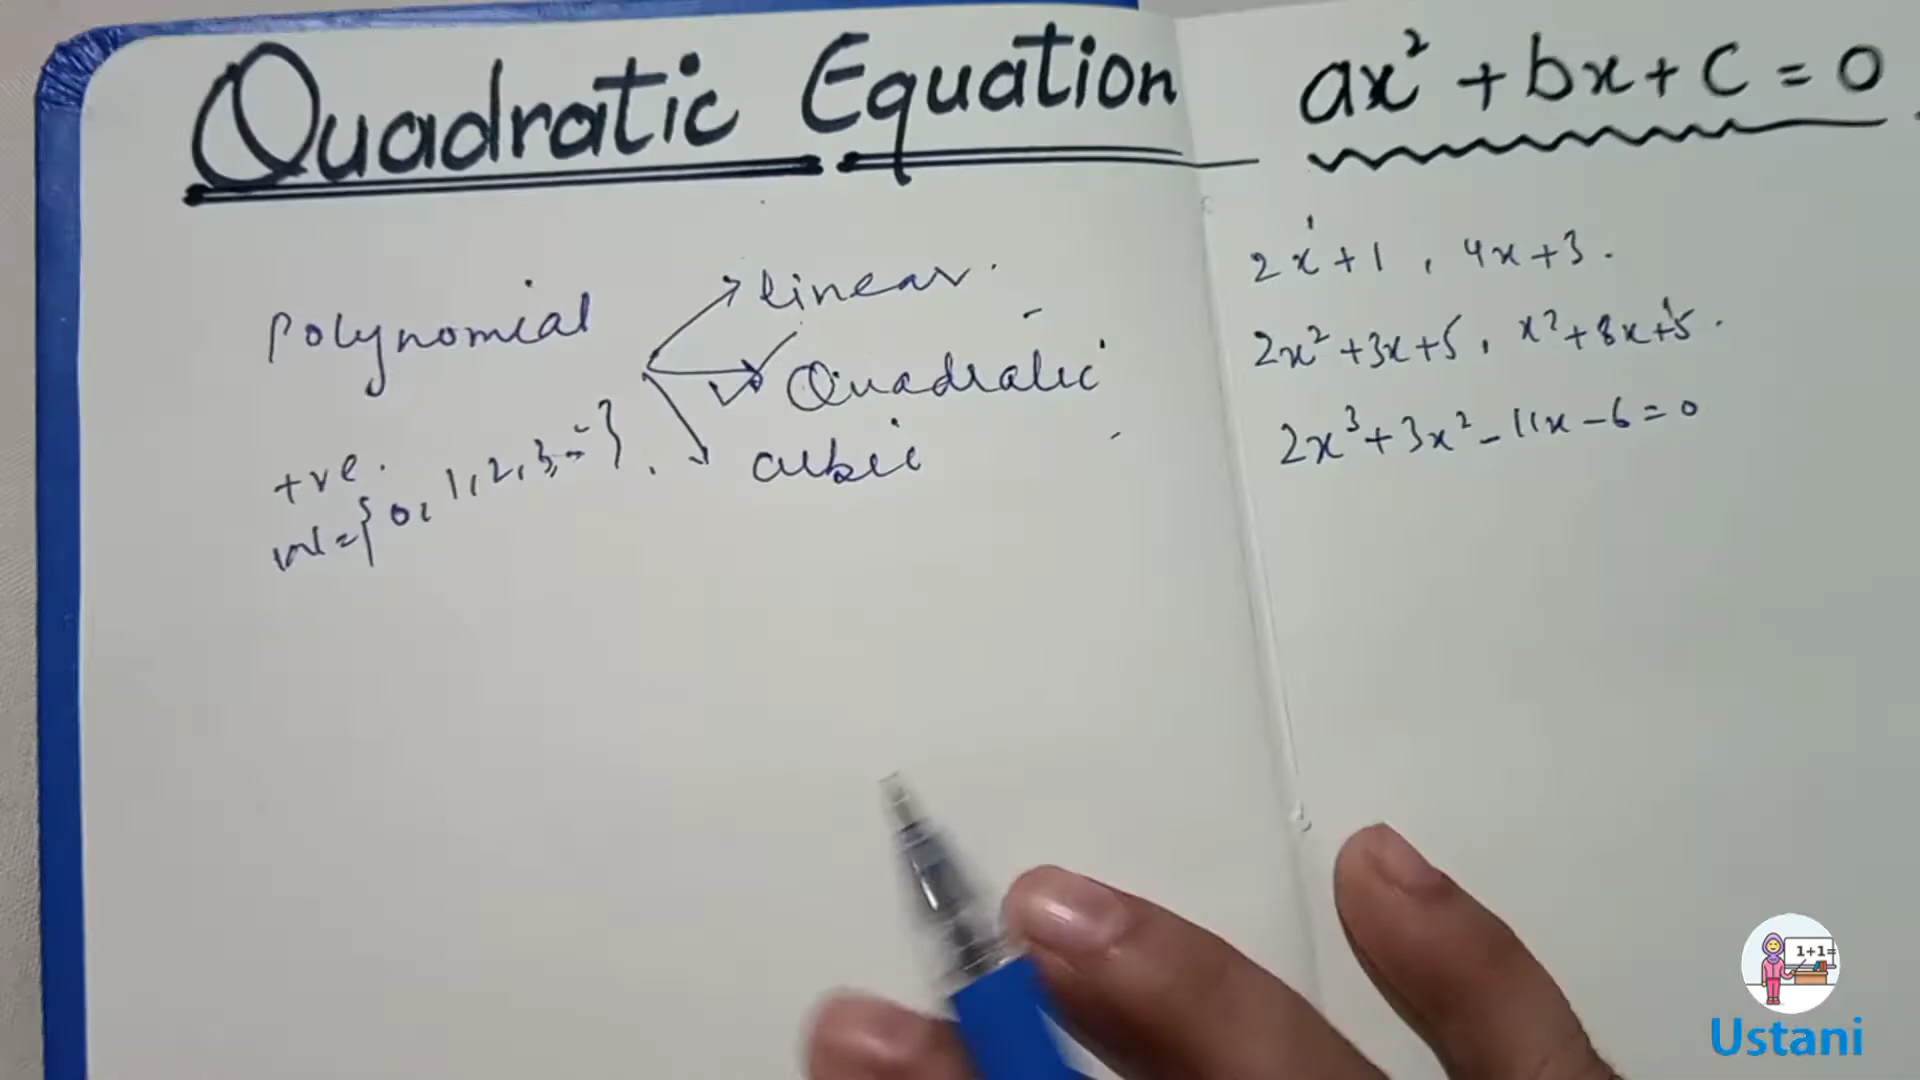 Quadratic Equation
ax² + bx + c = 0
Polynomial
linear.
Quadratic
cubic
+ve.
= {0, 1, 2, 3, }.
2x¹ + 1, 4x + 3.
2x² + 3x + 5, x² + 8x + 5.
2x³ + 3x² - 11x - 6 = 0
1+1=
Ustani